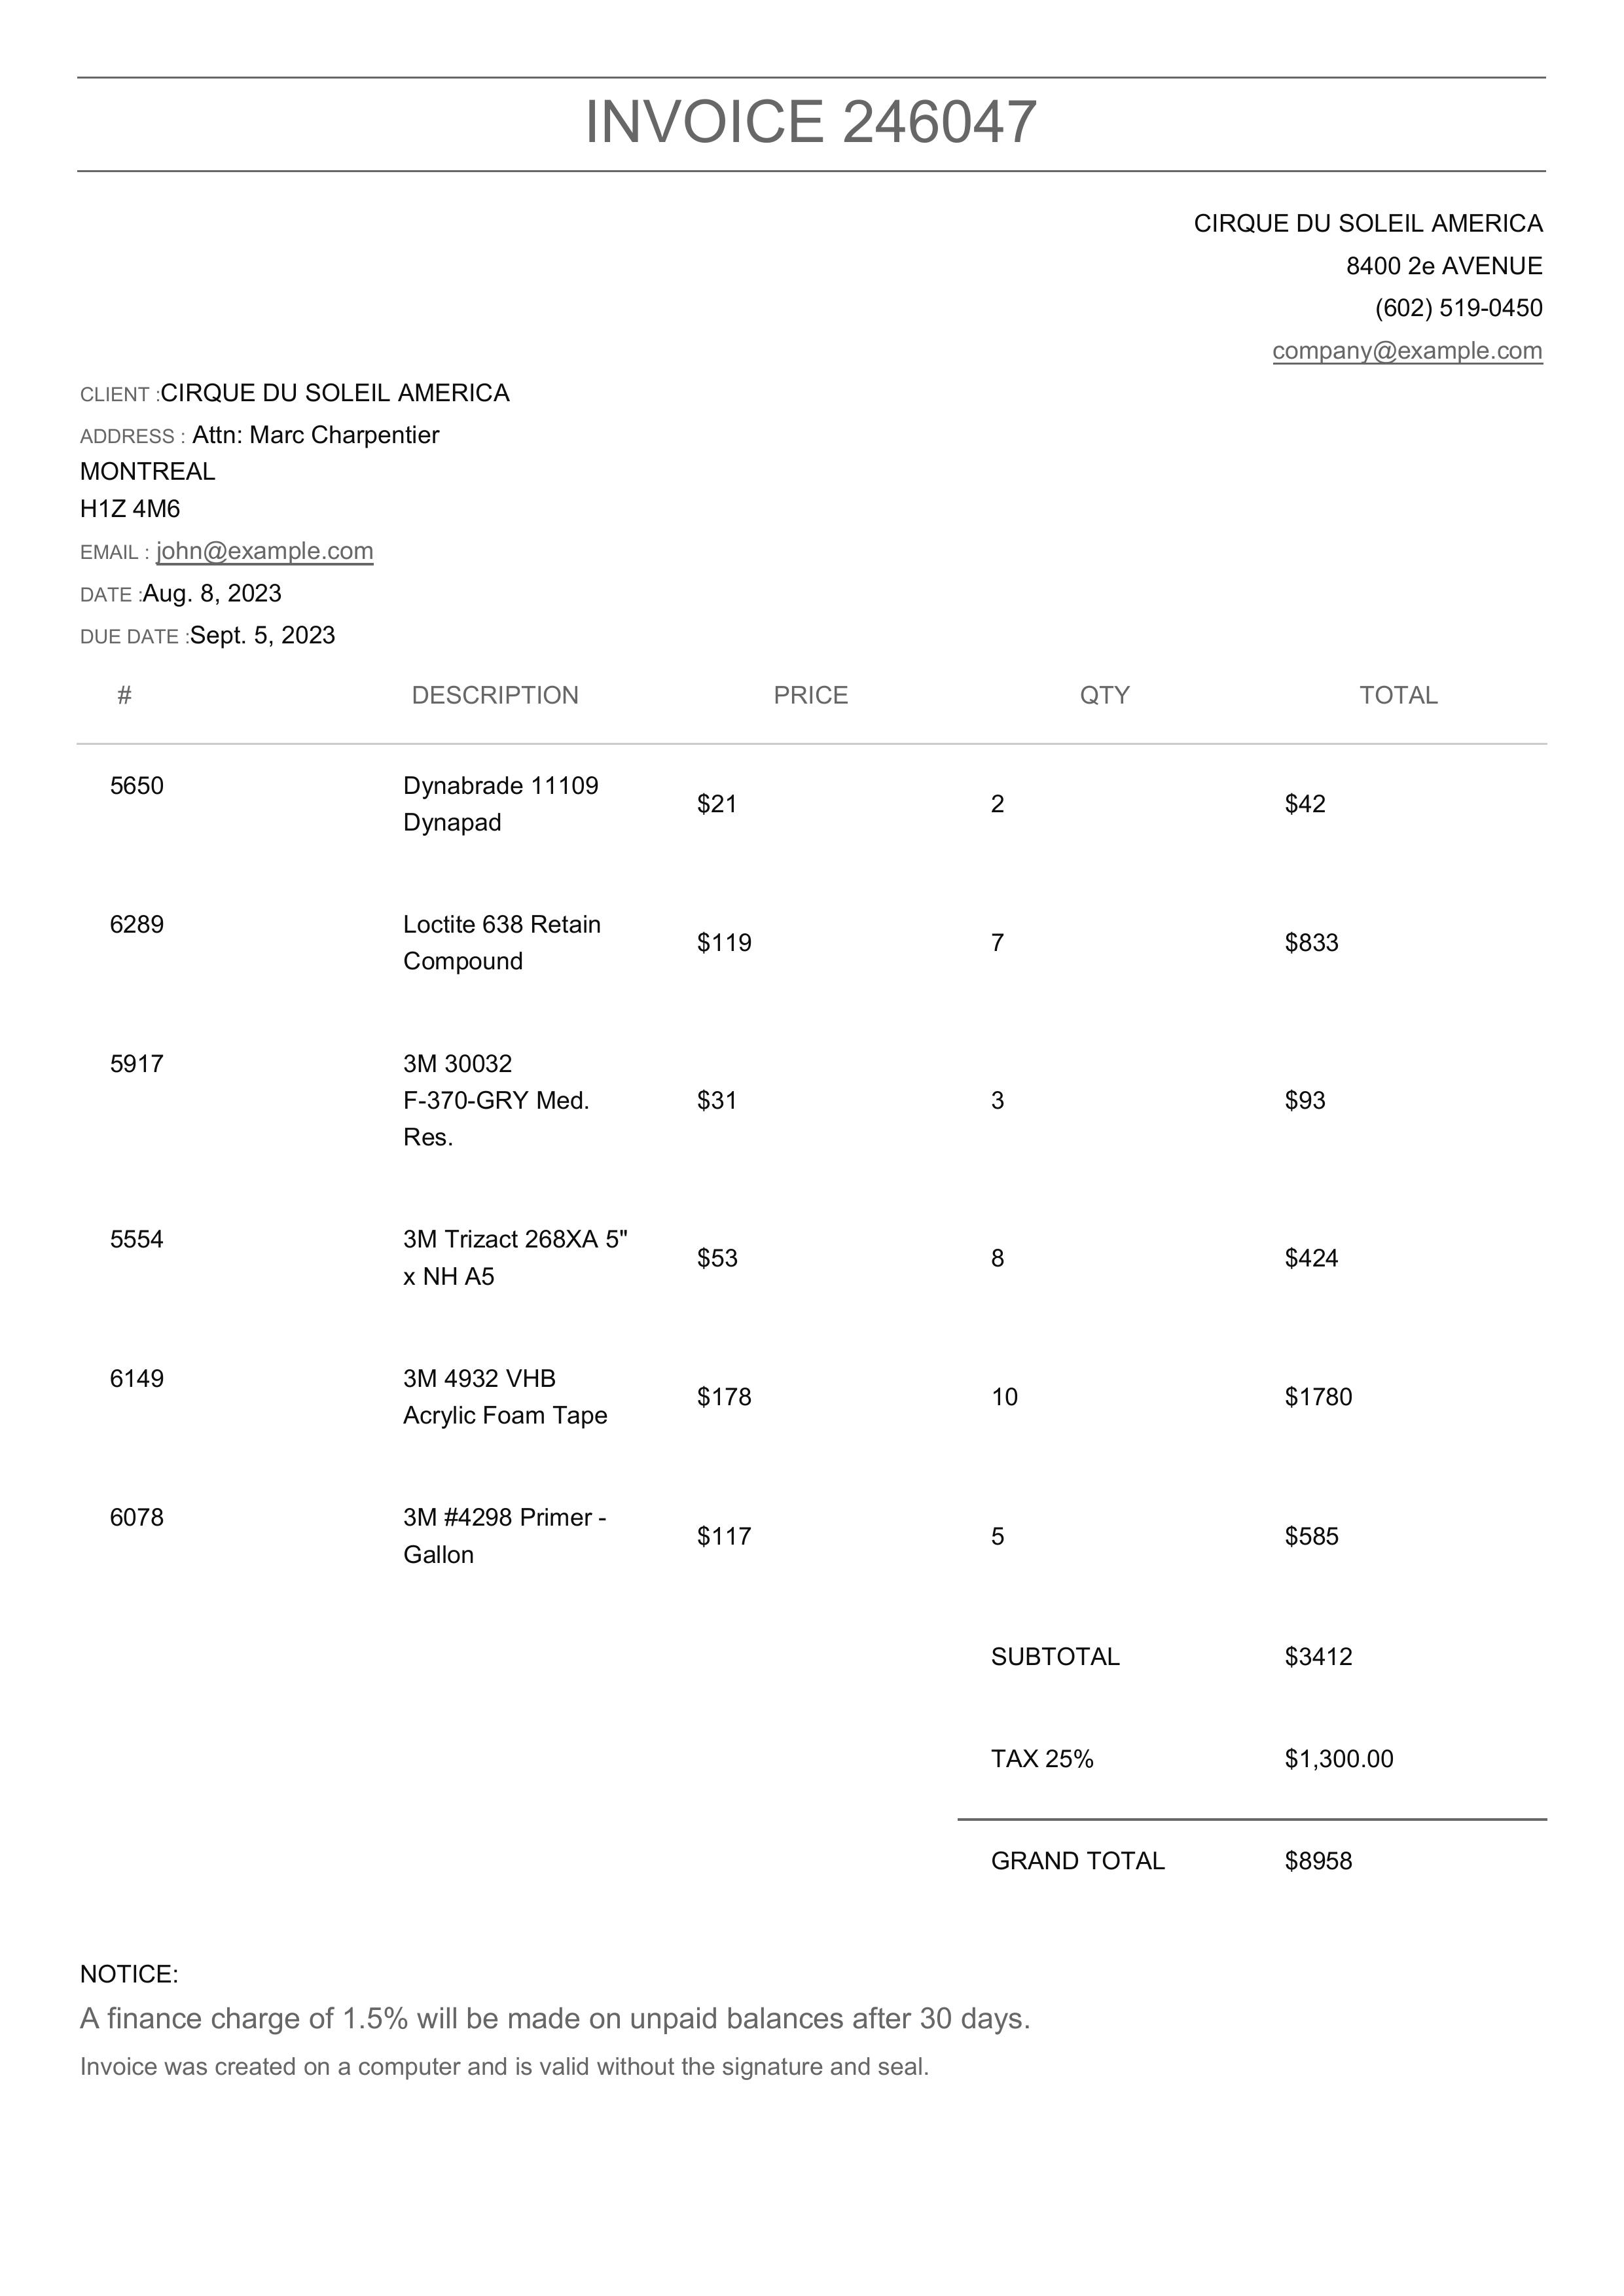 INVOICE 246047
CIRQUE DU SOLEIL AMERICA
8400 2e AVENUE
(602) 519-0450
company@example.com
CLIENT :CIRQUE DU SOLEIL AMERICA
ADDRESS : Attn: Marc Charpentier
MONTREAL
H1Z 4M6
EMAIL : john@example.com
DATE :Aug. 8, 2023
DUE DATE :Sept. 5, 2023
# DESCRIPTION PRICE QTY TOTAL
5650 Dynabrade 11109
Dynapad $21 2 $42
6289 Loctite 638 Retain
Compound $119 7 $833
5917 3M 30032
F-370-GRY Med. $31 3 $93
Res.
5554 3M Trizact 268XA 5"
x NH A5 $53 8 $424
6149 3M 4932 VHB
Acrylic Foam Tape $178 10 $1780
6078 3M #4298 Primer -
Gallon $117 5 $585
SUBTOTAL $3412
TAX 25% $1,300.00
GRAND TOTAL $8958
NOTICE:
A finance charge of 1.5% will be made on unpaid balances after 30 days.
Invoice was created on a computer and is valid without the signature and seal.